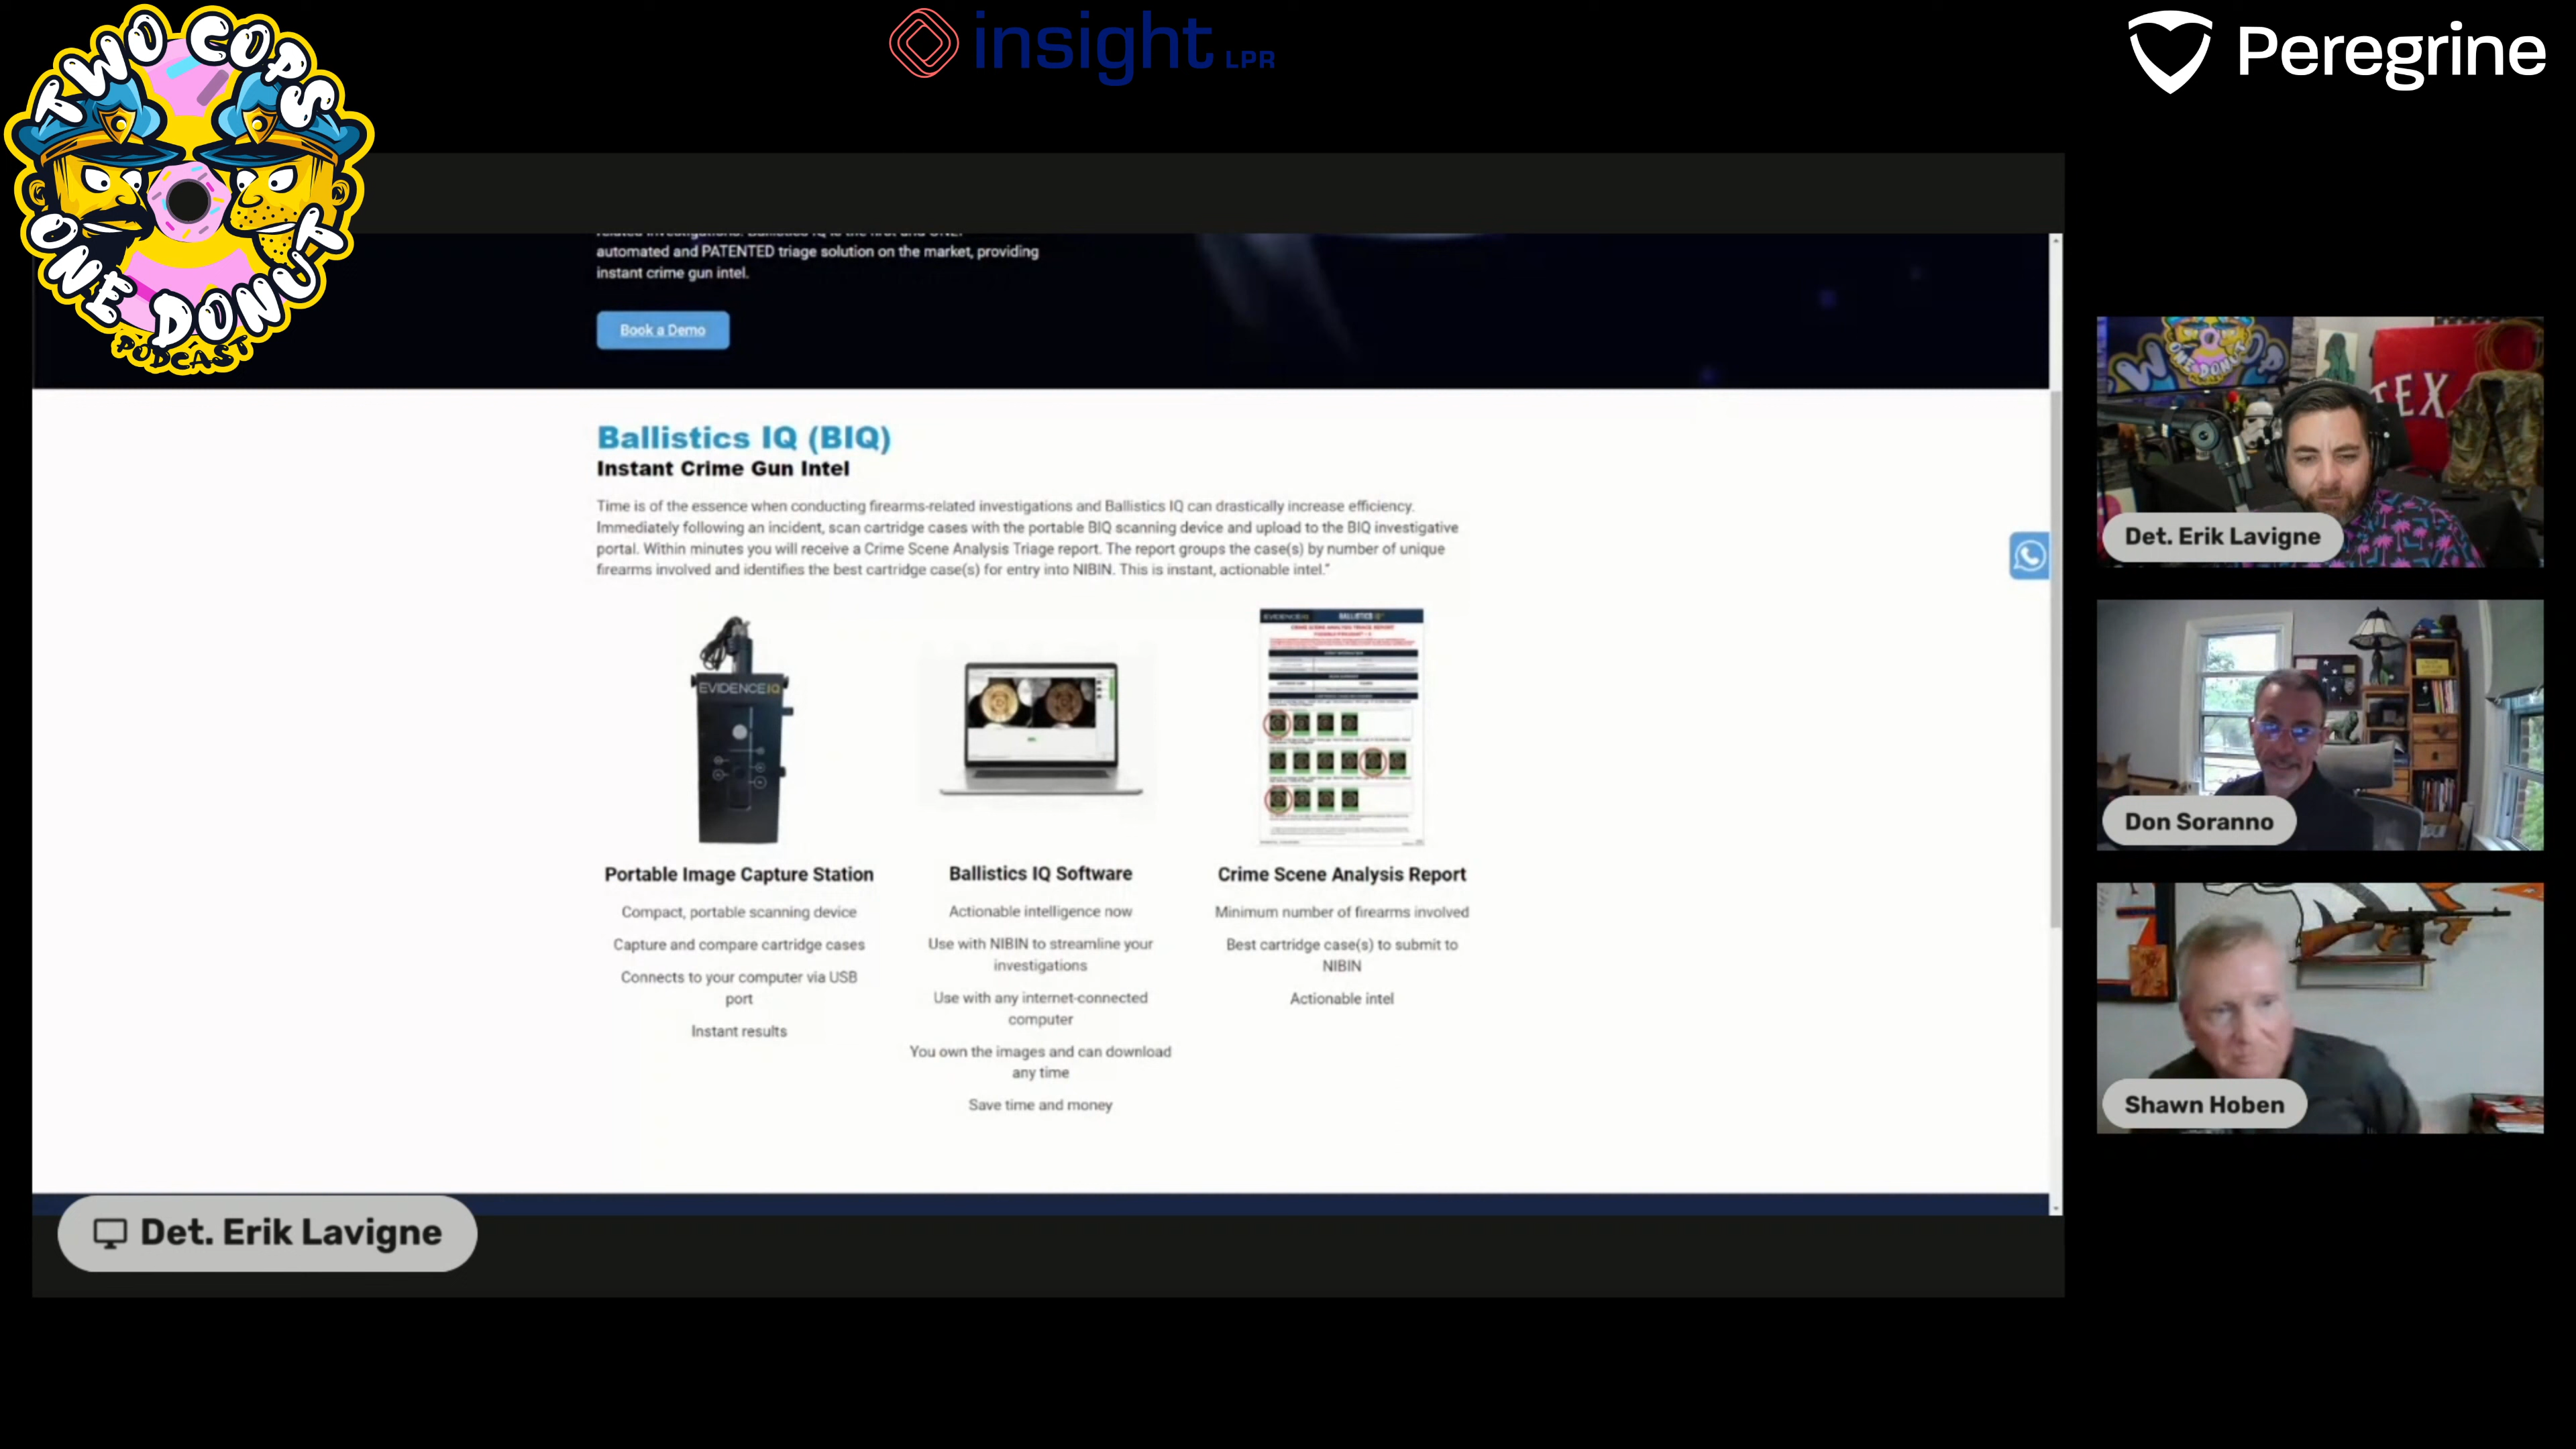 TWO COPS
ONE DONUT
PODCAST
insight LPR
Peregrine
automated and PATENTED triage solution on the market, providing
instant crime gun intel.
Book a Demo
Ballistics IQ (BIQ)
Instant Crime Gun Intel
Time is of the essence when conducting firearms-related investigations and Ballistics IQ can drastically increase efficiency.
Immediately following an incident, scan cartridge cases with the portable BIQ scanning device and upload to the BIQ investigative
portal. Within minutes you will receive a Crime Scene Analysis Triage report. The report groups the case(s) by number of unique
firearms involved and identifies the best cartridge case(s) for entry into NIBIN. This is instant, actionable intel."
EVIDENCEIQ
EVIDENCEIQ BALLISTICS IQ
CRIME SCENE ANALYSIS TRIAGE REPORT
Portable Image Capture Station
Compact, portable scanning device
Capture and compare cartridge cases
Connects to your computer via USB
port
Instant results
Ballistics IQ Software
Actionable intelligence now
Use with NIBIN to streamline your
investigations
Use with any internet-connected
computer
You own the images and can download
any time
Save time and money
Crime Scene Analysis Report
Minimum number of firearms involved
Best cartridge case(s) to submit to
NIBIN
Actionable intel
Det. Erik Lavigne
TEX
Det. Erik Lavigne
Don Soranno
Shawn Hoben